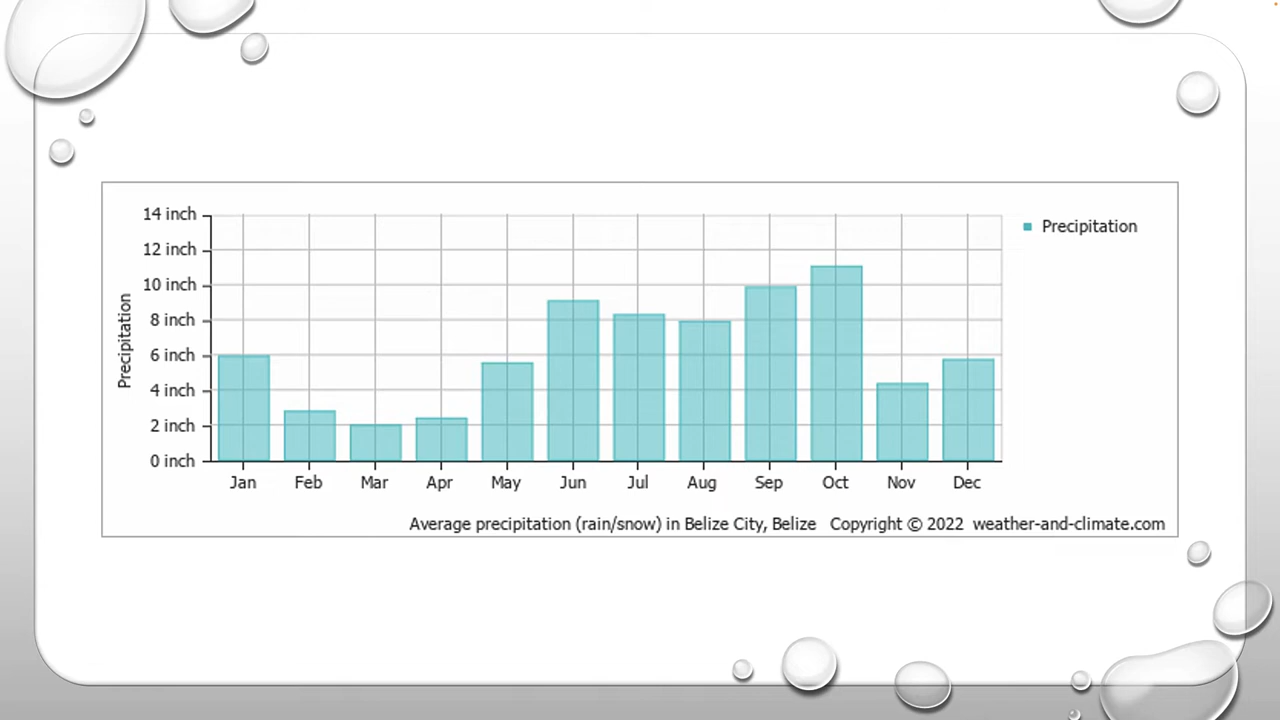 14 inch
12 inch
10 inch
8 inch
6 inch
4 inch
2 inch
0 inch
Precipitation
Jan Feb Mar Apr May Jun Jul Aug Sep Oct Nov Dec
Precipitation
Average precipitation (rain/snow) in Belize City, Belize Copyright © 2022 weather-and-climate.com